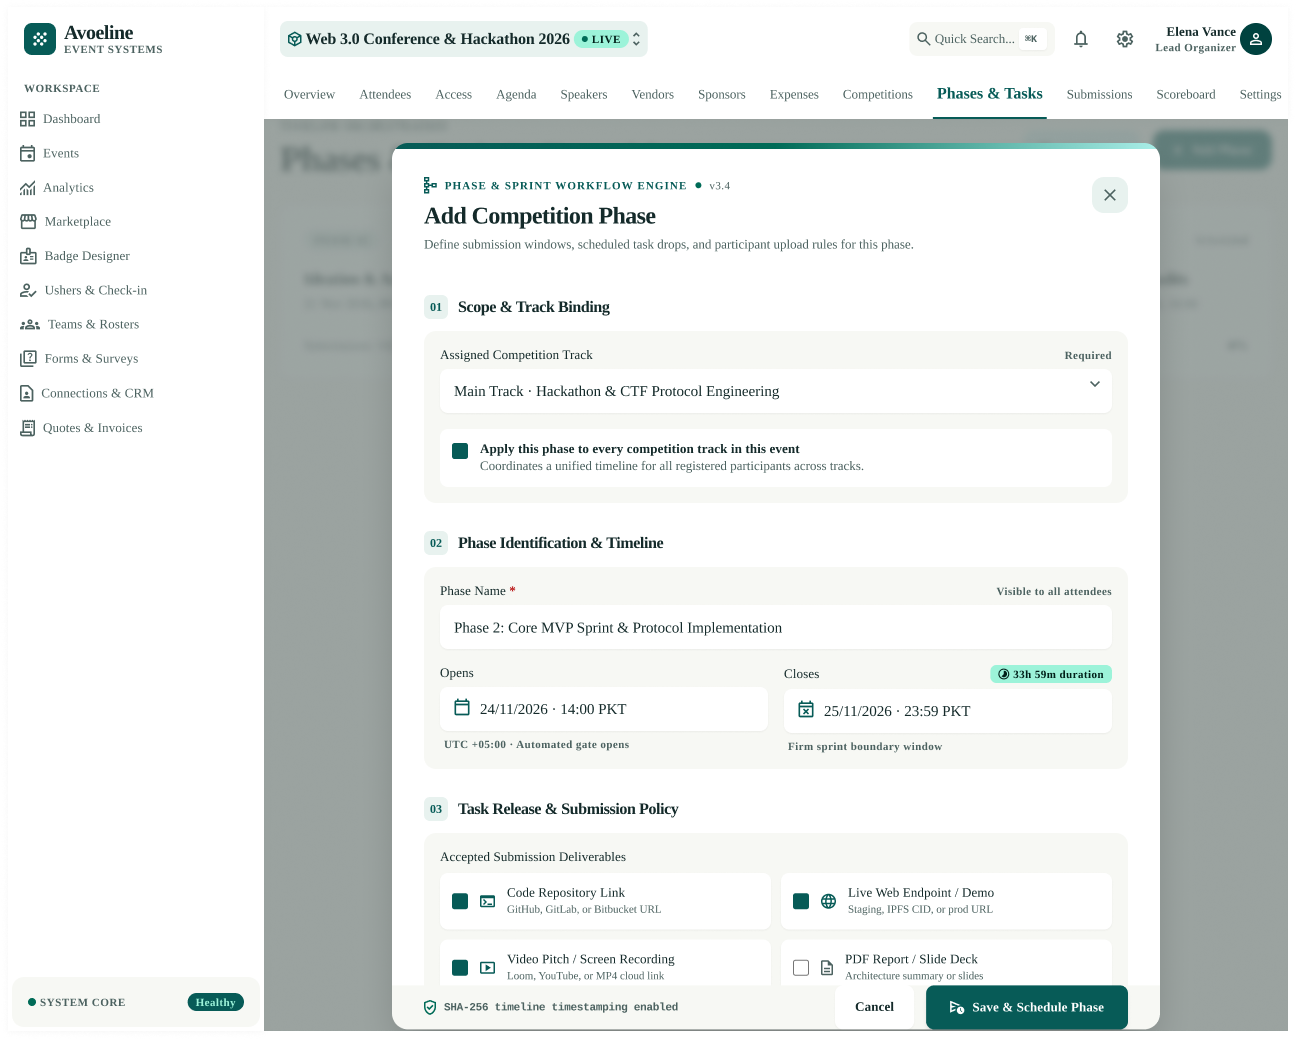 Avoeline
EVENT SYSTEMS
Web 3.0 Conference & Hackathon 2026
LIVE
Quick Search...
⌘K
Elena Vance
Lead Organizer
Overview
Attendees
Access
Agenda
Speakers
Vendors
Sponsors
Expenses
Competitions
Phases & Tasks
Submissions
Scoreboard
Settings
WORKSPACE
Dashboard
Events
Analytics
Marketplace
Badge Designer
Ushers & Check-in
Teams & Rosters
Forms & Surveys
Connections & CRM
Quotes & Invoices
SYSTEM CORE
Healthy
Phases
Add Phase
PHASE & SPRINT WORKFLOW ENGINE
v3.4
Add Competition Phase
Define submission windows, scheduled task drops, and participant upload rules for this phase.
01
Scope & Track Binding
Assigned Competition Track
Required
Main Track · Hackathon & CTF Protocol Engineering
Apply this phase to every competition track in this event
Coordinates a unified timeline for all registered participants across tracks.
02
Phase Identification & Timeline
Phase Name *
Visible to all attendees
Phase 2: Core MVP Sprint & Protocol Implementation
Opens
24/11/2026 · 14:00 PKT
UTC +05:00 · Automated gate opens
Closes
33h 59m duration
25/11/2026 · 23:59 PKT
Firm sprint boundary window
03
Task Release & Submission Policy
Accepted Submission Deliverables
Code Repository Link
GitHub, GitLab, or Bitbucket URL
Live Web Endpoint / Demo
Staging, IPFS CID, or prod URL
Video Pitch / Screen Recording
Loom, YouTube, or MP4 cloud link
PDF Report / Slide Deck
Architecture summary or slides
SHA-256 timeline timestamping enabled
Cancel
Save & Schedule Phase